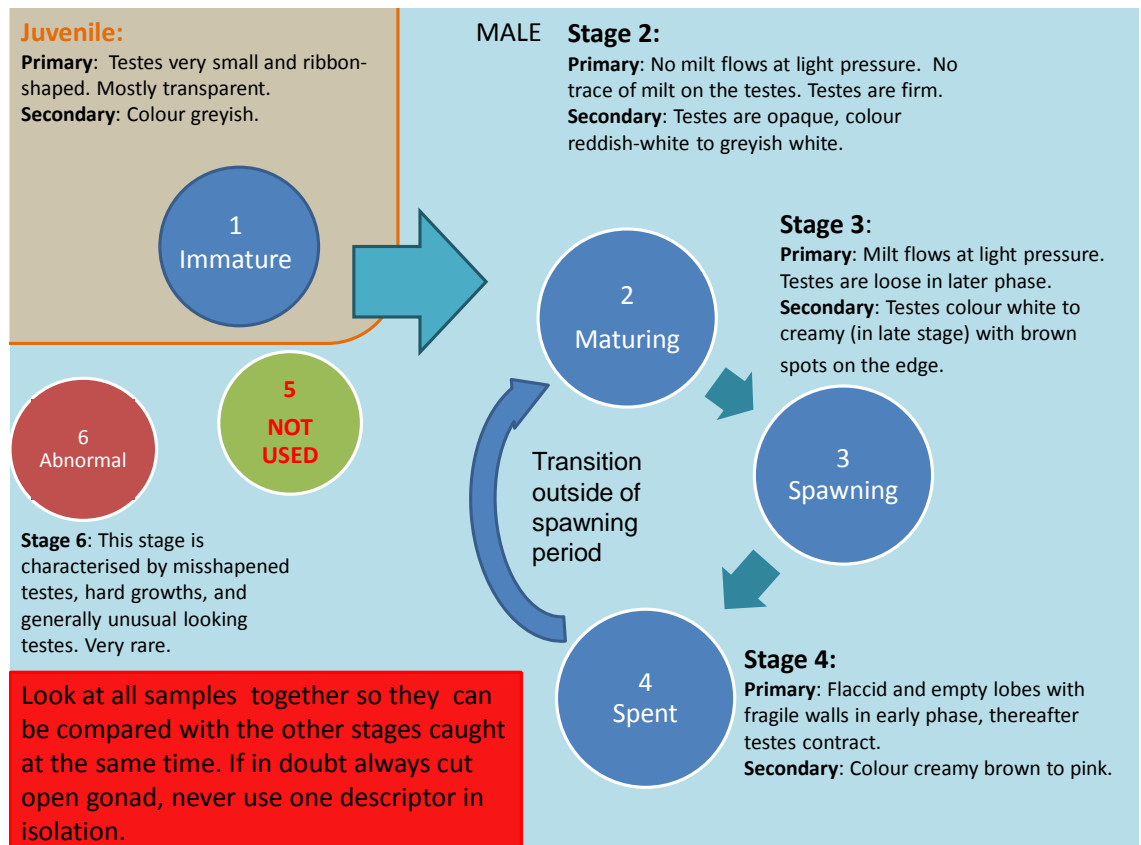 Juvenile:
Primary:  Testes very small and ribbon-
shaped. Mostly transparent.
Secondary: Colour greyish.
1
Immature
MALE
Stage 2:
Primary: No milt flows at light pressure.  No
trace of milt on the testes. Testes are firm.
Secondary: Testes are opaque, colour
reddish-white to greyish white.
2
Maturing
Stage 3:
Primary: Milt flows at light pressure.
Testes are loose in later phase.
Secondary: Testes colour white to
creamy (in late stage) with brown
spots on the edge.
3
Spawning
5
NOT
USED
6
Abnormal
Stage 6: This stage is
characterised by misshapened
testes, hard growths, and
generally unusual looking
testes. Very rare.
Transition
outside of
spawning
period
4
Spent
Stage 4:
Primary: Flaccid and empty lobes with
fragile walls in early phase, thereafter
testes contract.
Secondary: Colour creamy brown to pink.
Look at all samples  together so they  can
be compared with the other stages caught
at the same time. If in doubt always cut
open gonad, never use one descriptor in
isolation.